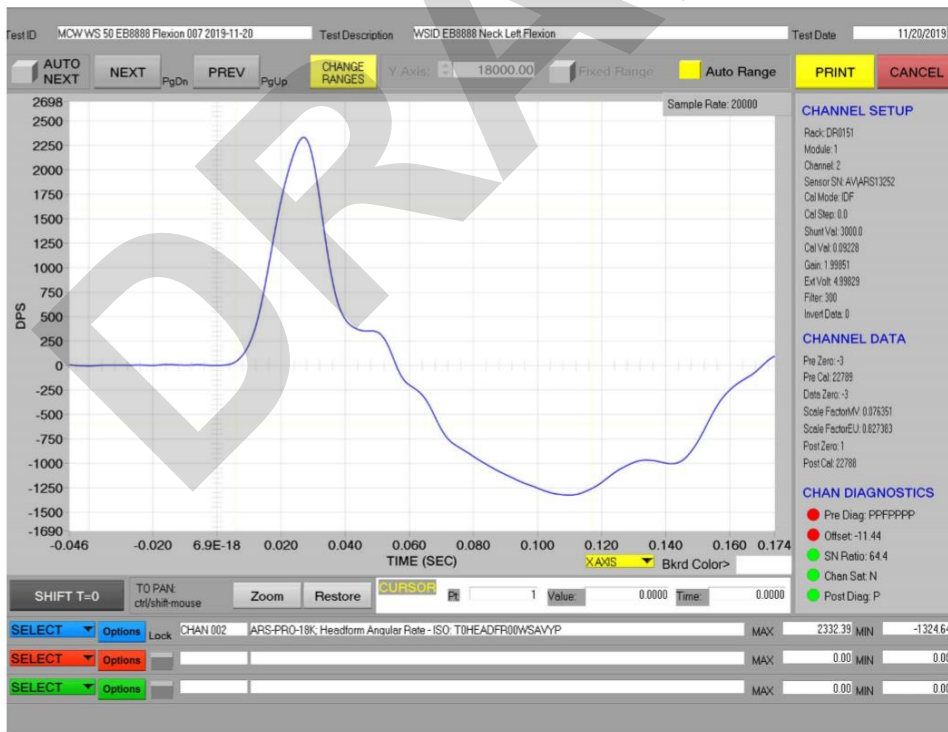 Test ID MCW WS 50 EB8888 Flexion 007 2019-11-20 Test Description WSID EB8888 Neck Left Flexion Test Date 11/20/2019
AUTO NEXT NEXT PgDn PREV PgUp CHANGE RANGES Y Axis: 18000.00 Fixed Range Auto Range PRINT CANCEL
Sample Rate: 20000
2698
2500
2250
2000
1750
1500
1250
1000
750
500
250
0
-250
-500
-750
-1000
-1250
-1500
-1690
DPS
-0.046 -0.020 6.9E-18 0.020 0.040 0.060 0.080 0.100 0.120 0.140 0.160 0.174
TIME (SEC) X AXIS Bkrd Color>
CHANNEL SETUP
Rack: DR0151
Module: 1
Channel: 2
Sensor SN: AV\ARS13252
Cal Mode: IDF
Cal Step: 0.0
Shunt Val: 3000.0
Cal Val: 0.09228
Gain: 1.99851
Ext Volt: 4.99829
Filter: 300
Invert Data: 0
CHANNEL DATA
Pre Zero: -3
Pre Cal: 22789
Data Zero: -3
Scale FactorMV: 0.076351
Scale FactorEU: 0.827383
Post Zero: 1
Post Cal: 22788
CHAN DIAGNOSTICS
Pre Diag: PPFPPPP
Offset: -11.44
SN Ratio: 64.4
Chan Sat: N
Post Diag: P
SHIFT T=0 TO PAN: ctrl/shift-mouse Zoom Restore CURSOR Pt 1 Value: 0.0000 Time: 0.0000
SELECT Options Lock CHAN 002 ARS-PRO-18K; Headform Angular Rate - ISO: T0HEADFR00WSAVYP MAX 2332.39 MIN -1324.64
SELECT Options MAX 0.00 MIN 0.00
SELECT Options MAX 0.00 MIN 0.00
DRAFT